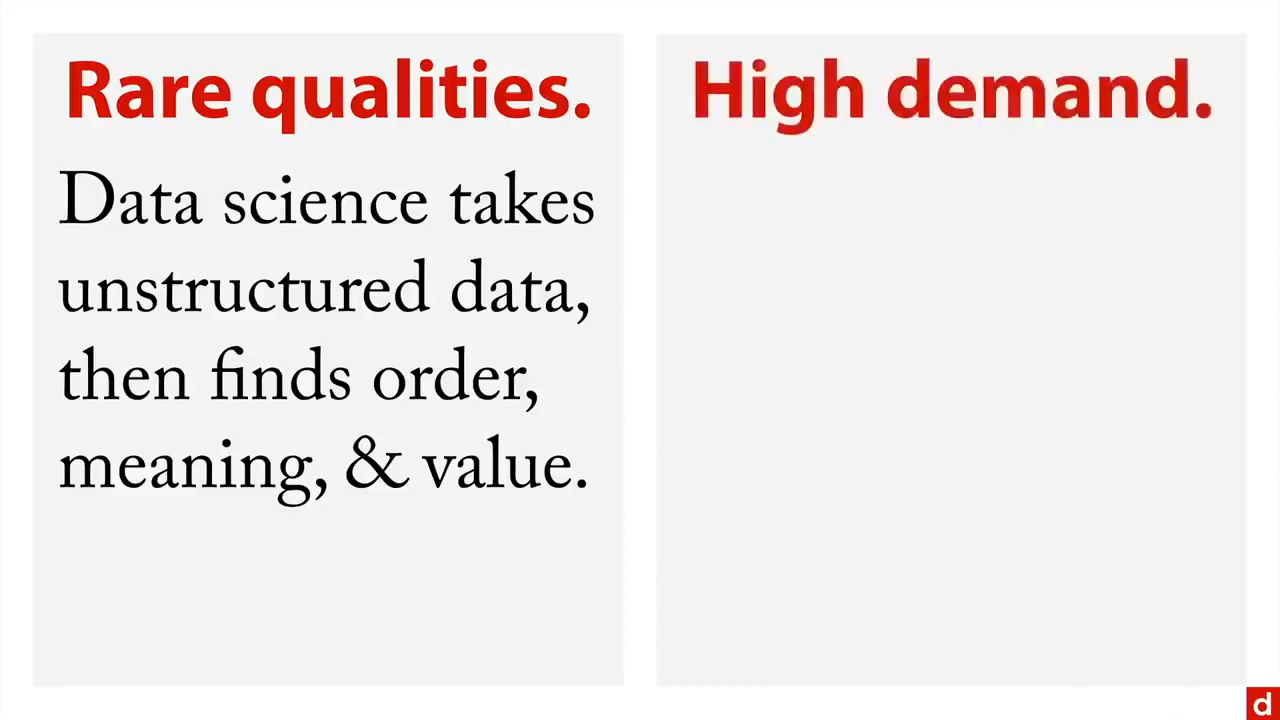 Rare qualities.
Data science takes
unstructured data,
then finds order,
meaning, & value.
High demand.
d